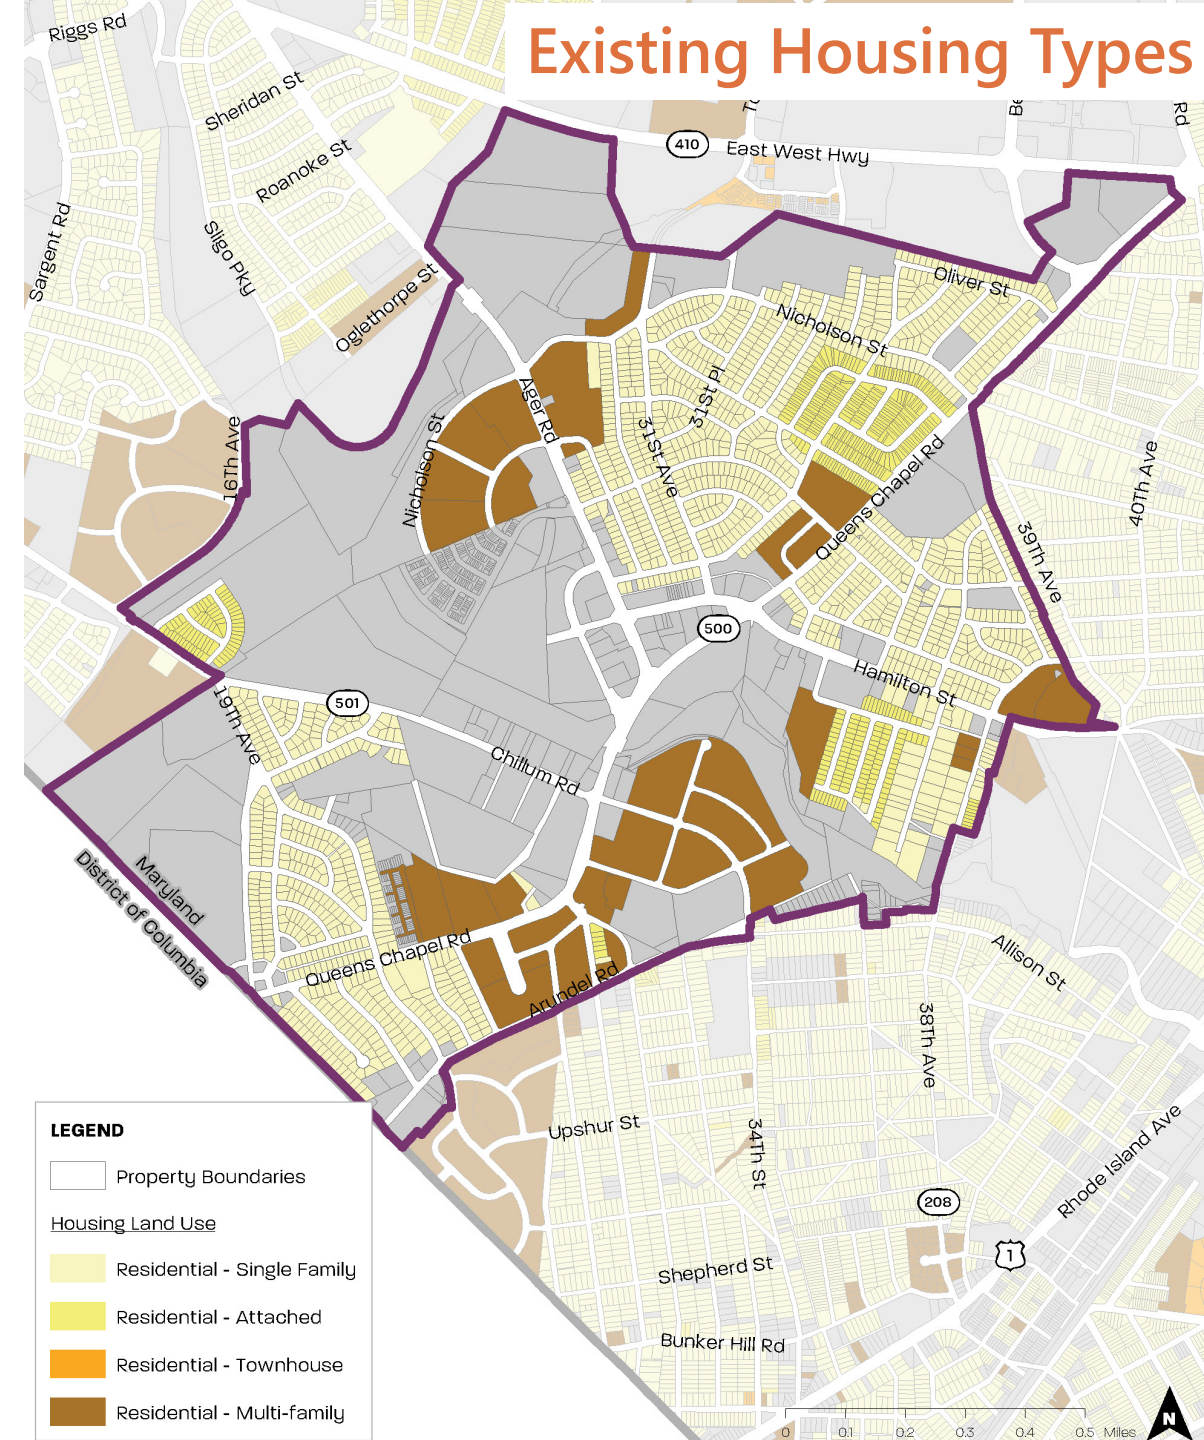 Existing Housing Types
Riggs Rd
Sheridan St
Roanoke St
Sargent Rd
Sligo Pky
Oglethorpe St
410
East West Hwy
Rd
Oliver St
Nicholson St
31St Pl
Ager Rd
31St Ave
Nicholson St
16Th Ave
Queens Chapel Rd
40Th Ave
39Th Ave
500
Hamilton St
501
19Th Ave
Chillum Rd
Maryland
District of Columbia
Queens Chapel Rd
Arundel Rd
Allison St
38Th Ave
Upshur St
34Th St
Rhode Island Ave
208
1
Shepherd St
Bunker Hill Rd
LEGEND
Property Boundaries
Housing Land Use
Residential - Single Family
Residential - Attached
Residential - Townhouse
Residential - Multi-family
0 0.1 0.2 0.3 0.4 0.5 Miles
N